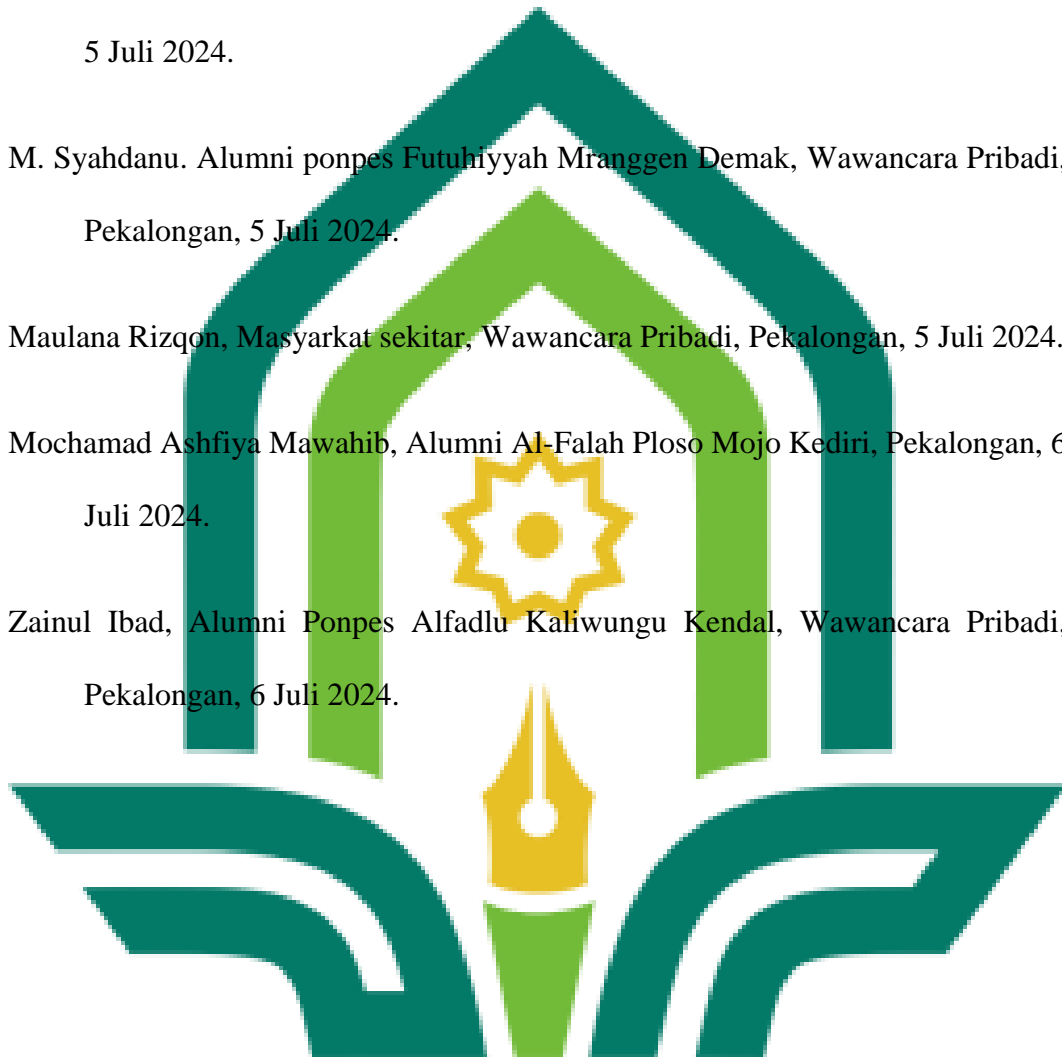 5 Juli 2024.
M. Syahdanu. Alumni ponpes Futuhiyyah Mranggen Demak, Wawancara Pribadi,
Pekalongan, 5 Juli 2024.
Maulana Rizqon, Masyarkat sekitar, Wawancara Pribadi, Pekalongan, 5 Juli 2024.
Mochamad Ashfiya Mawahib, Alumni Al-Falah Ploso Mojo Kediri, Pekalongan, 6
Juli 2024.
Zainul Ibad, Alumni Ponpes Alfadlu Kaliwungu Kendal, Wawancara Pribadi,
Pekalongan, 6 Juli 2024.